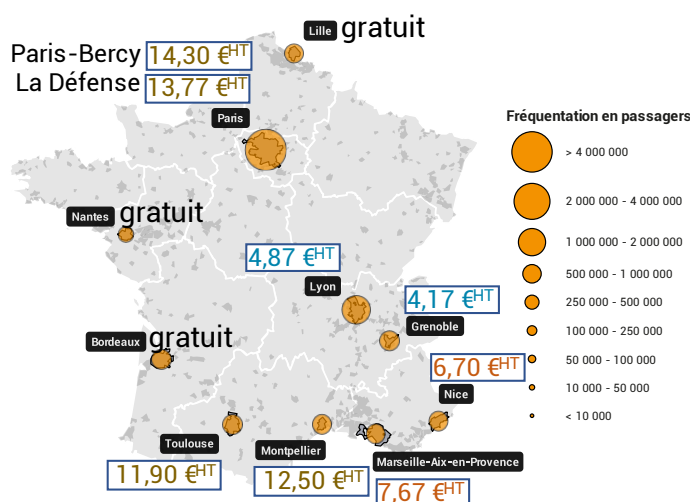 Lille gratuit
Paris-Bercy 14,30 €HT
La Défense 13,77 €HT
Paris
Fréquentation en passagers
> 4 000 000
2 000 000 - 4 000 000
1 000 000 - 2 000 000
500 000 - 1 000 000
250 000 - 500 000
100 000 - 250 000
50 000 - 100 000
10 000 - 50 000
< 10 000
Nantes gratuit
4,87 €HT
Lyon
4,17 €HT
Grenoble
Bordeaux gratuit
6,70 €HT
Nice
Toulouse
Montpellier
Marseille-Aix-en-Provence
11,90 €HT
12,50 €HT
7,67 €HT